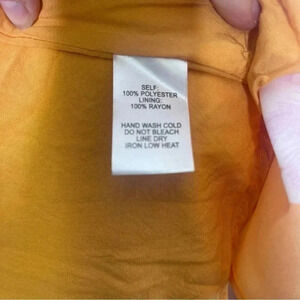 SELF:
100% POLYESTER
LINING:
100% RAYON
HAND WASH COLD
DO NOT BLEACH
LINE DRY
IRON LOW HEAT